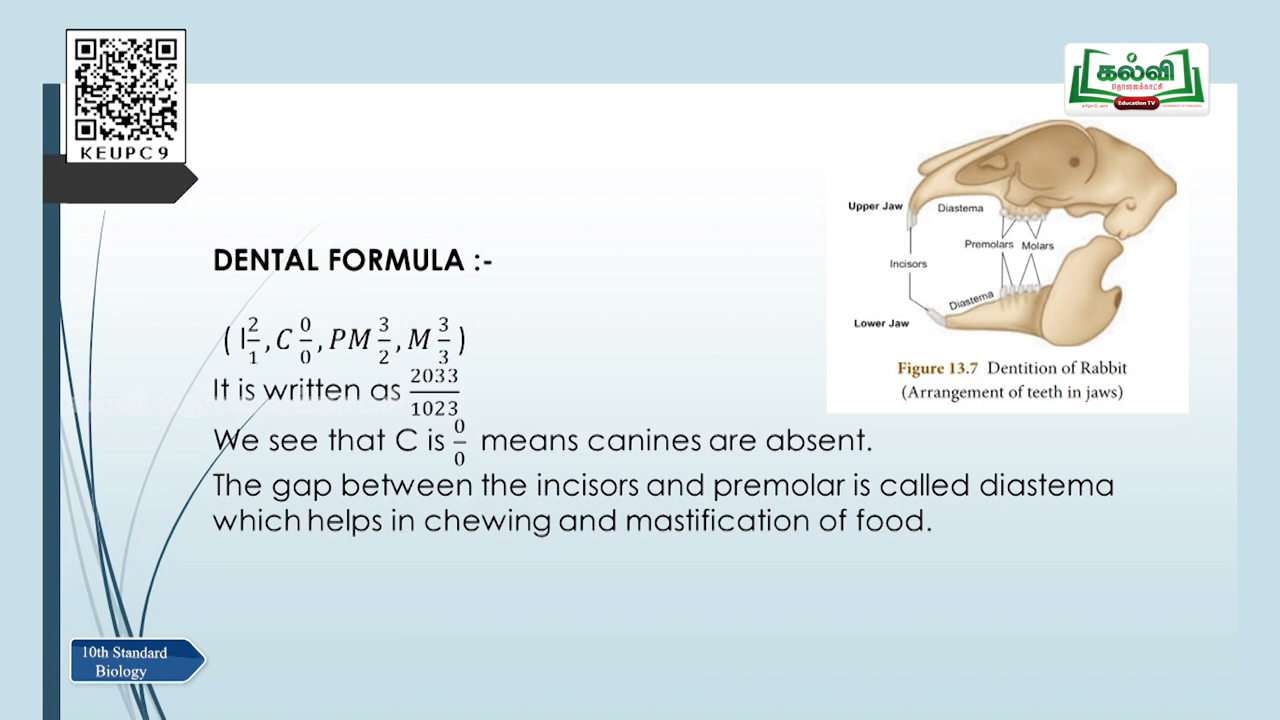 KEUPC9
கல்வி
தொலைக்காட்சி
Education TV
DENTAL FORMULA :-
( I 2/1 , C 0/0 , PM 3/2 , M 3/3 )
It is written as 2033/1023
We see that C is 0/0 means canines are absent.
The gap between the incisors and premolar is called diastema
which helps in chewing and mastification of food.
Upper Jaw
Diastema
Premolars Molars
Incisors
Diastema
Lower Jaw
Figure 13.7 Dentition of Rabbit
(Arrangement of teeth in jaws)
10th Standard
Biology